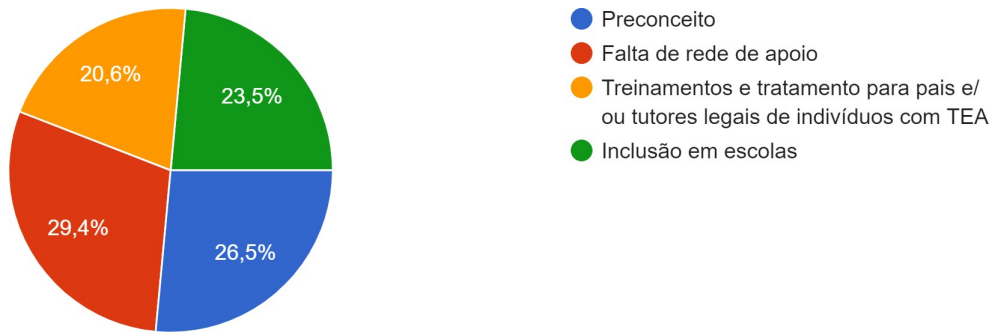 20,6%
23,5%
29,4%
26,5%
Preconceito
Falta de rede de apoio
Treinamentos e tratamento para pais e/
ou tutores legais de indivíduos com TEA
Inclusão em escolas